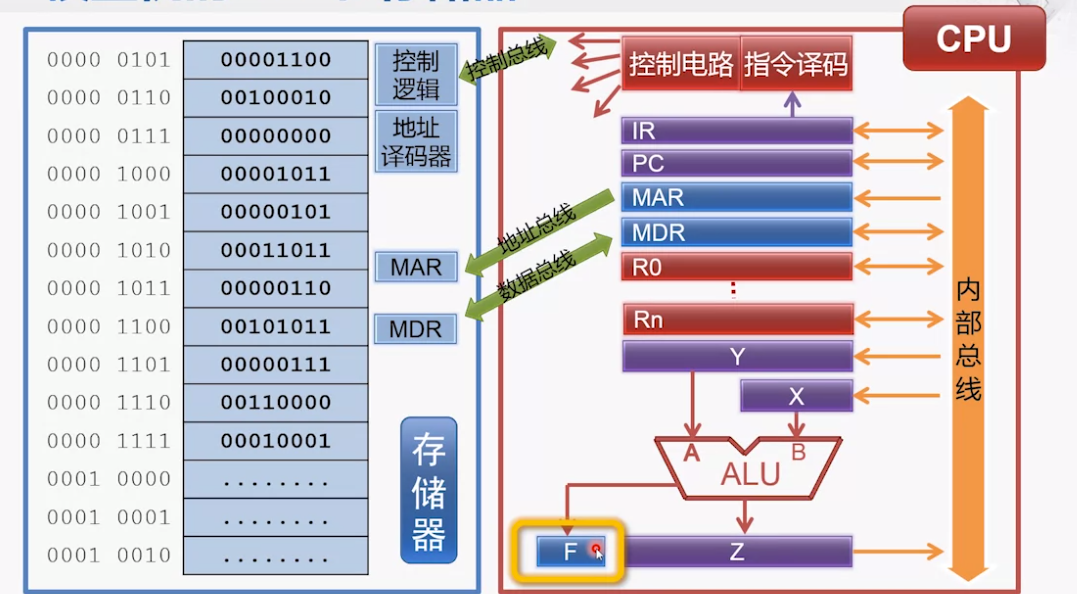 CPU
0000 0101 00001100
0000 0110 00100010
0000 0111 00000000
0000 1000 00001011
0000 1001 00000101
0000 1010 00011011
0000 1011 00000110
0000 1100 00101011
0000 1101 00000111
0000 1110 00110000
0000 1111 00010001
0001 0000 ........
0001 0001 ........
0001 0010 ........
控制
逻辑
地址
译码器
MAR
MDR
存
储
器
控制总线
地址总线
数据总线
控制电路 指令译码
IR
PC
MAR
MDR
R0
⋮
Rn
Y
X
A B
ALU
F Z
内
部
总
线